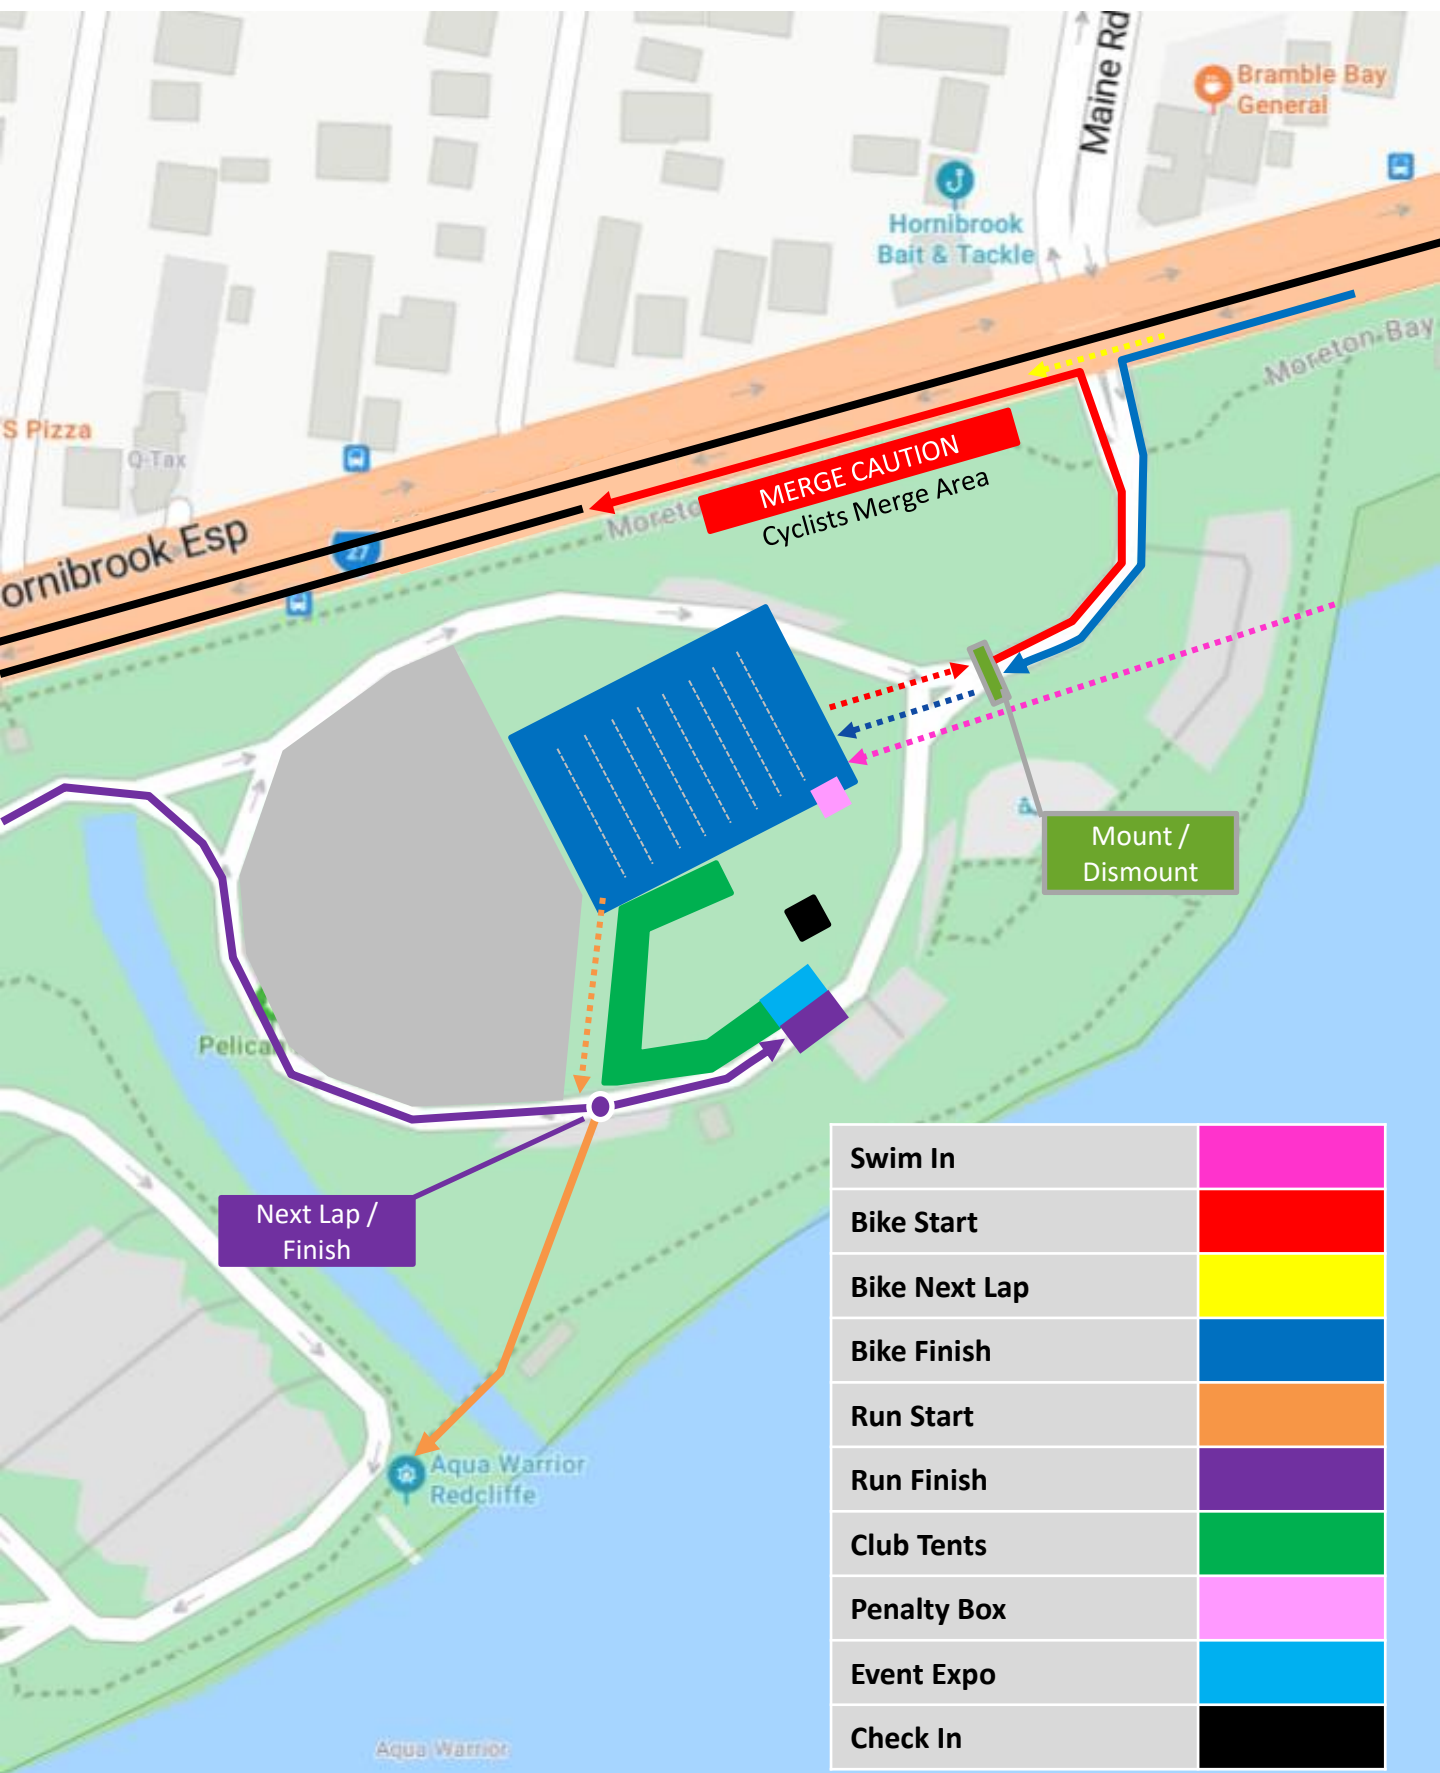 Maine Rd
Bramble Bay
General
Hornibrook
Bait & Tackle
Moreton Bay
'S Pizza
Q-Tax
MERGE CAUTION
Cyclists Merge Area
ornibrook Esp
27
Mount /
Dismount
Pelican
Next Lap /
Finish
Aqua Warrior
Redcliffe
Aqua Warrior
Swim In
Bike Start
Bike Next Lap
Bike Finish
Run Start
Run Finish
Club Tents
Penalty Box
Event Expo
Check In